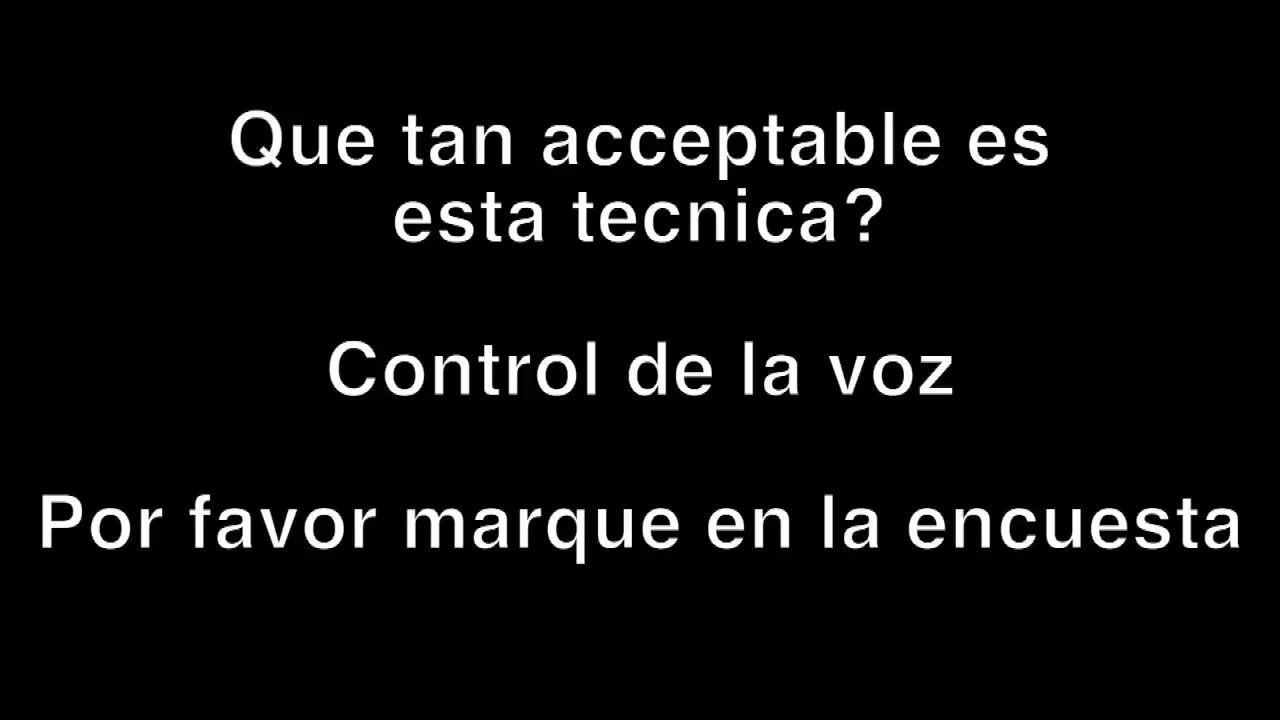 Que tan acceptable es
esta tecnica?
Control de la voz
Por favor marque en la encuesta